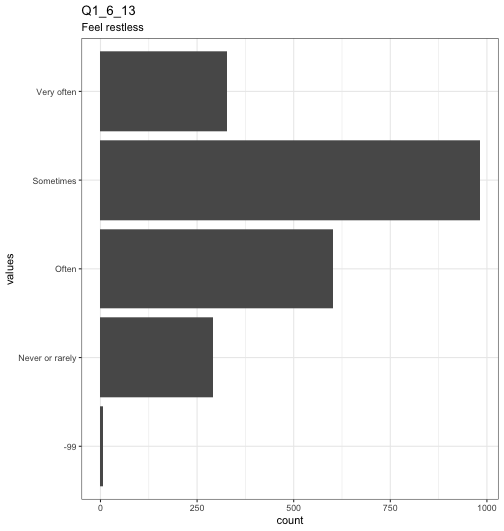 Q1_6_13
Feel restless
values
Very often
Sometimes
Often
Never or rarely
-99
0 250 500 750 1000
count